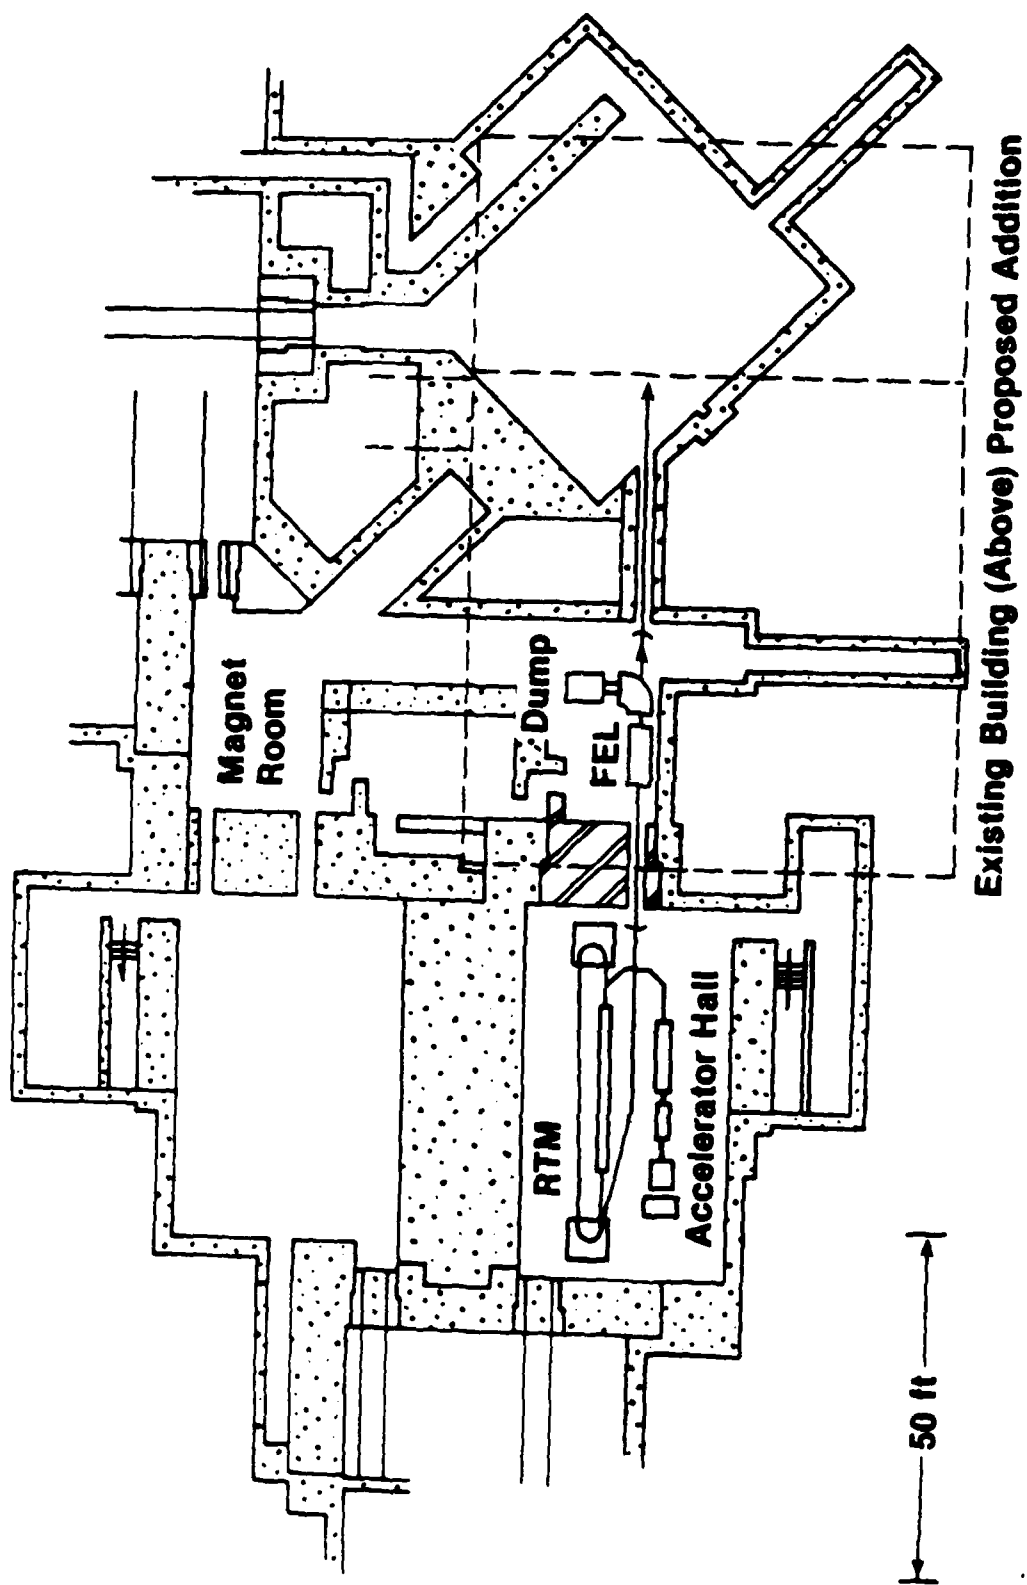 Magnet
Room
Dump
FEL
RTM
Accelerator Hall
50 ft
Existing Building (Above) Proposed Addition